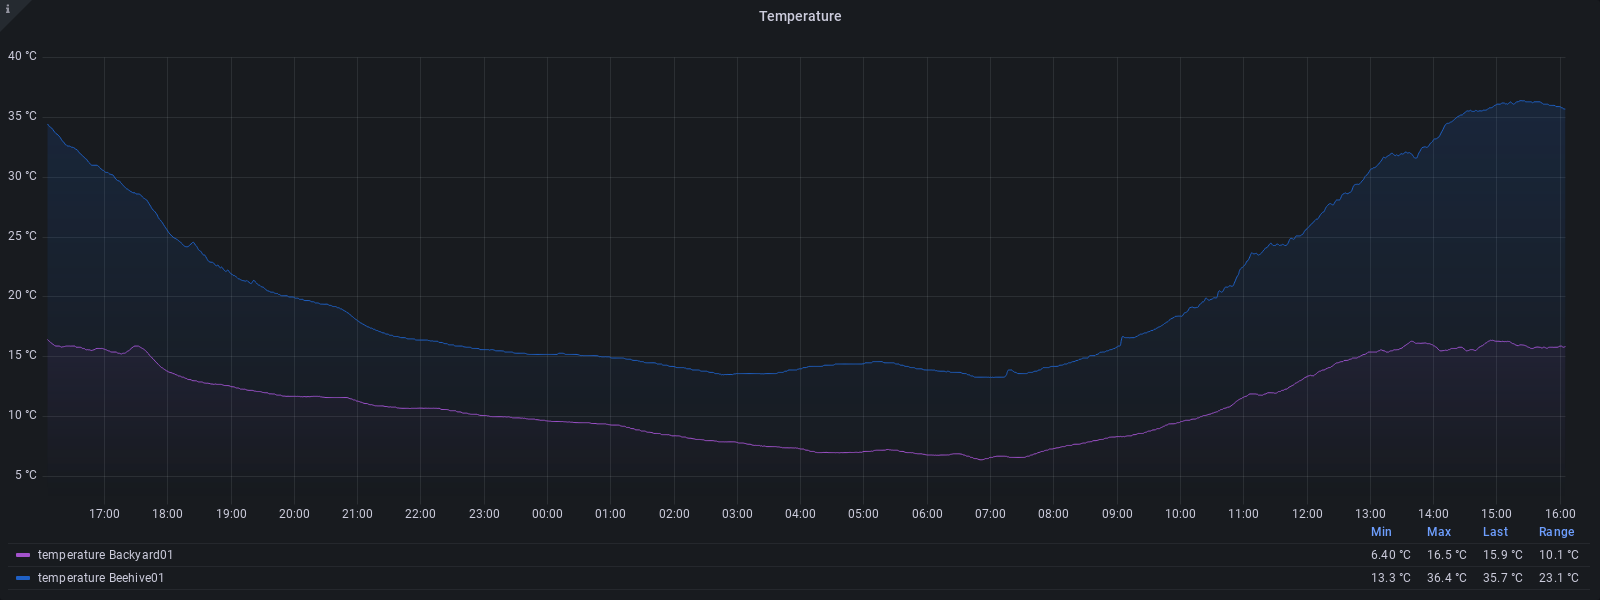 i
Temperature
40 °C
35 °C
30 °C
25 °C
20 °C
15 °C
10 °C
5 °C
17:00 18:00 19:00 20:00 21:00 22:00 23:00 00:00 01:00 02:00 03:00 04:00 05:00 06:00 07:00 08:00 09:00 10:00 11:00 12:00 13:00 14:00 15:00 16:00
Min Max Last Range
temperature Backyard01 6.40 °C 16.5 °C 15.9 °C 10.1 °C
temperature Beehive01 13.3 °C 36.4 °C 35.7 °C 23.1 °C